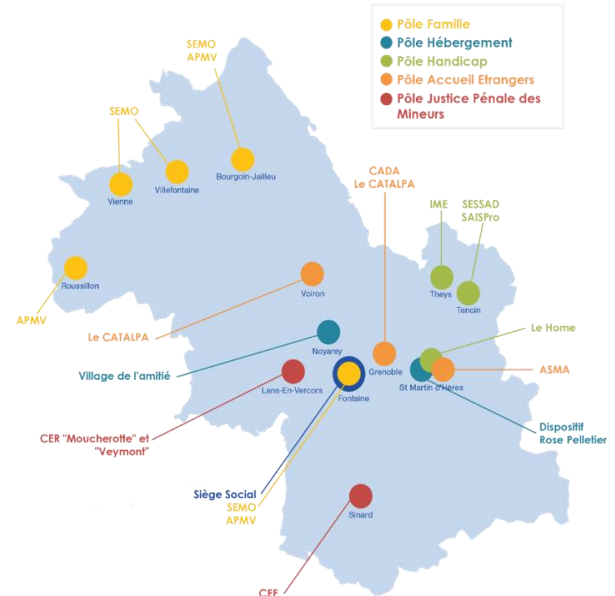 Pôle Famille
Pôle Hébergement
Pôle Handicap
Pôle Accueil Etrangers
Pôle Justice Pénale des
Mineurs
SEMO
APMV
SEMO
Bourgoin-Jailleu
Villefontaine
Vienne
CADA
Le CATALPA
IME
SESSAD
SAISPro
Roussillon
APMV
Voiron
Theys
Tencin
Le CATALPA
Le Home
Noyarey
Grenoble
Village de l'amitié
ASMA
Lans-En-Vercors
St Martin d'Hères
Fontaine
CER "Moucherotte" et
"Veymont"
Dispositif
Rose Pelletier
Siège Social
SEMO
APMV
Sinard